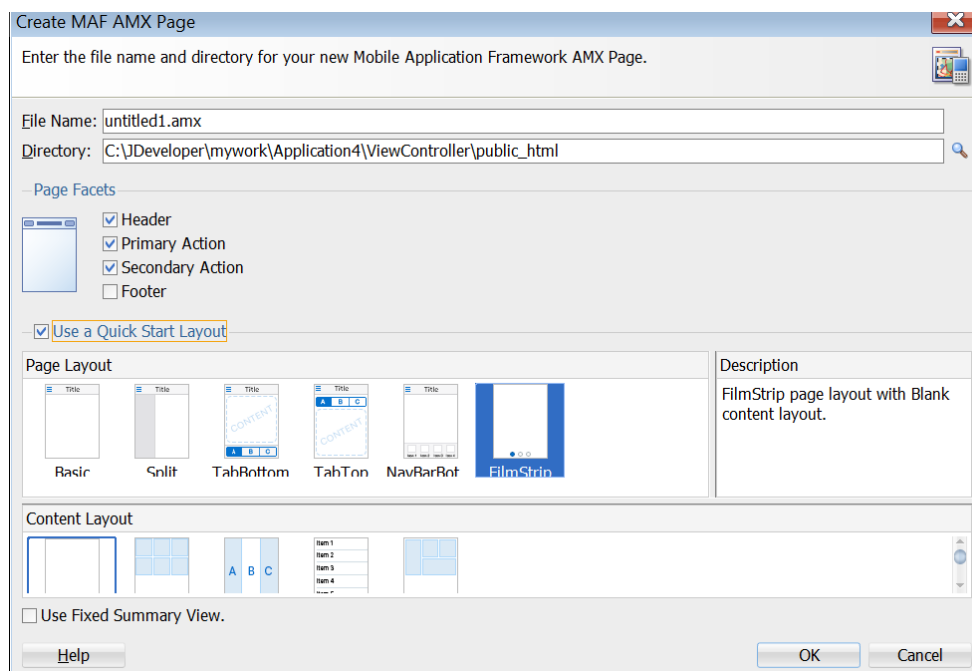 Create MAF AMX Page
Enter the file name and directory for your new Mobile Application Framework AMX Page.
File Name: untitled1.amx
Directory: C:\JDeveloper\mywork\Application4\ViewController\public_html
Page Facets
Header
Primary Action
Secondary Action
Footer
Use a Quick Start Layout
Page Layout
Description
Title Title Title Title Title
A B C
CONTENT
CONTENT
A B C
Basic Split TabBottom TabTop NavBarBot FilmStrip
FilmStrip page layout with Blank
content layout.
Content Layout
A B C
Item 1
Item 2
Item 3
Item 4
Use Fixed Summary View.
Help OK Cancel